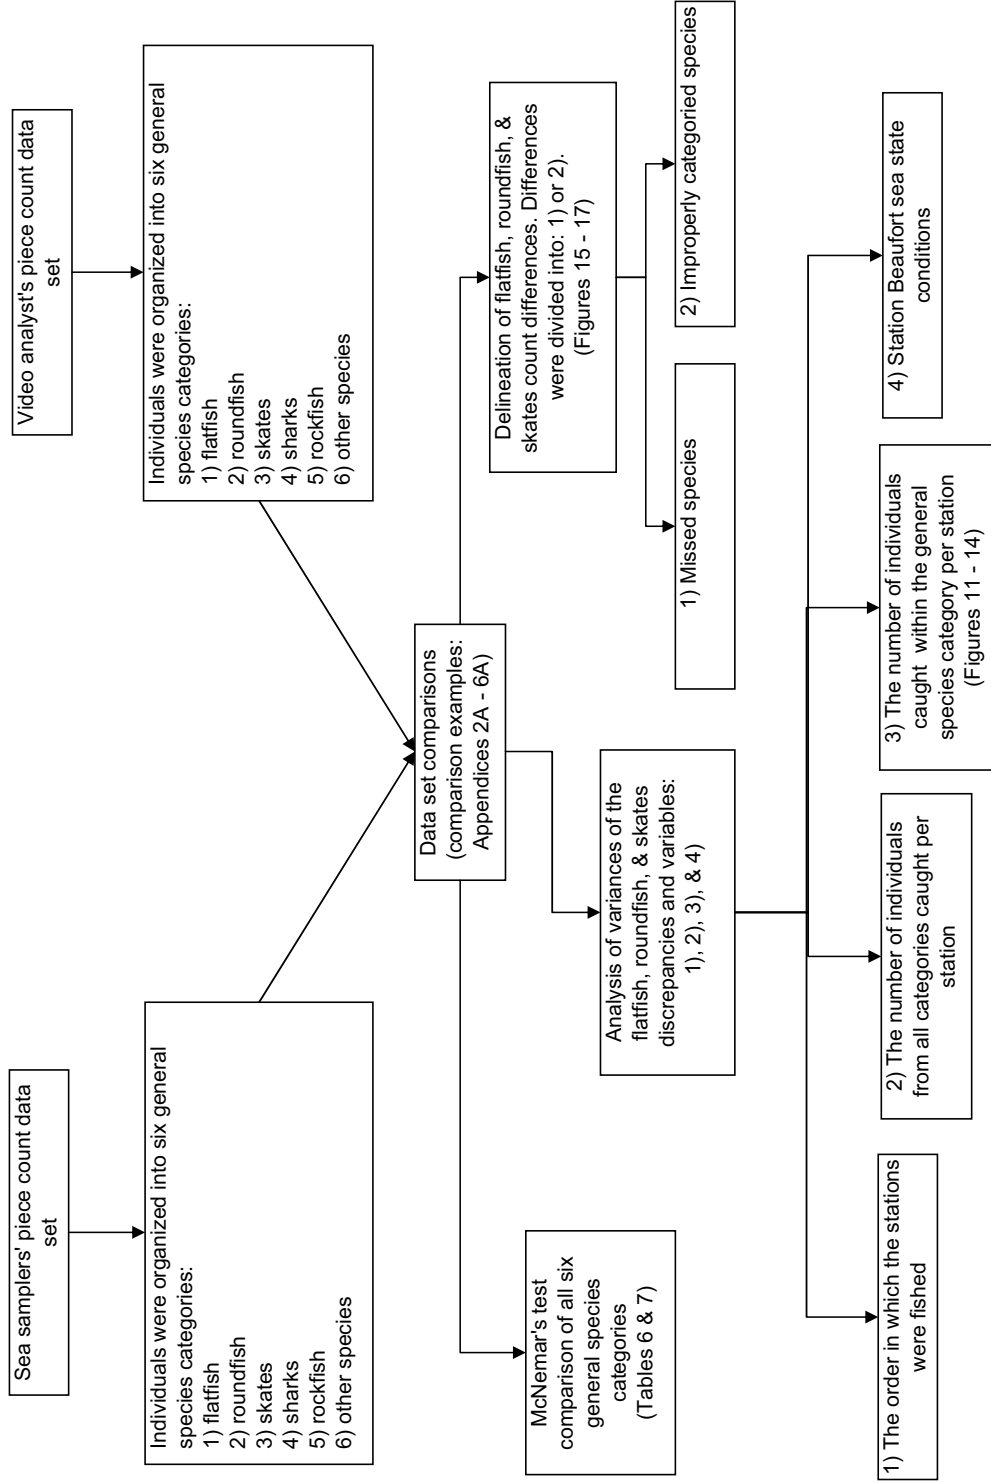 Sea samplers' piece count data
set
Video analyst's piece count data
set
Individuals were organized into six general
species categories:
1) flatfish
2) roundfish
3) skates
4) sharks
5) rockfish
6) other species
Individuals were organized into six general
species categories:
1) flatfish
2) roundfish
3) skates
4) sharks
5) rockfish
6) other species
Data set comparisons
(comparison examples:
Appendices 2A - 6A)
McNemar's test
comparison of all six
general species
categories
(Tables 6 & 7)
Analysis of variances of the
flatfish, roundfish, & skates
discrepancies and variables:
1), 2), 3), & 4)
Delineation of flatfish, roundfish, &
skates count differences. Differences
were divided into: 1) or 2).
(Figures 15 - 17)
1) Missed species
2) Improperly categoried species
1) The order in which the stations
were fished
2) The number of individuals
from all categories caught per
station
3) The number of individuals
caught within the general
species category per station
(Figures 11 - 14)
4) Station Beaufort sea state
conditions